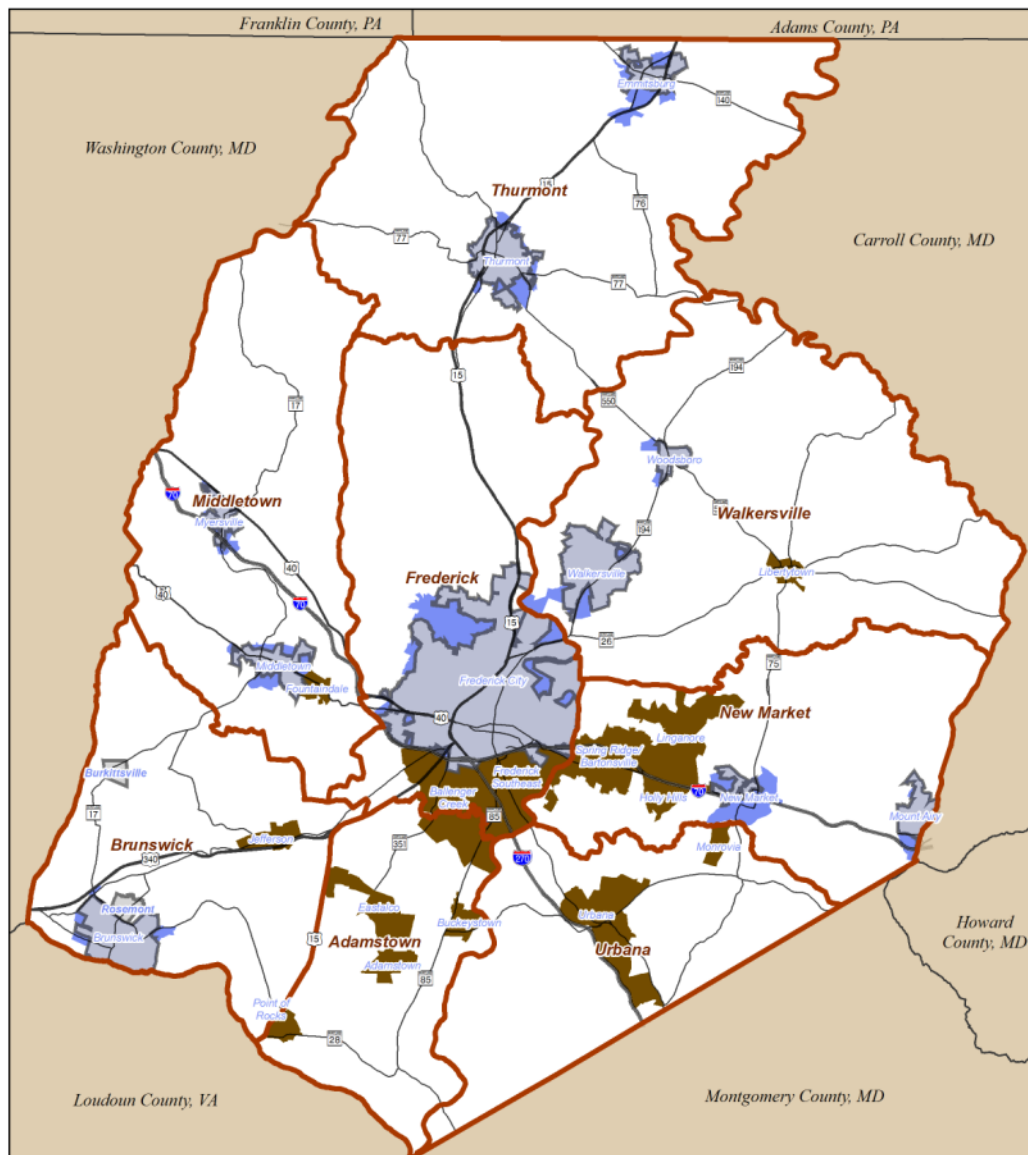 Franklin County, PA
Adams County, PA
Emmitsburg
140
Washington County, MD
15
Thurmont
76
77
Carroll County, MD
Thurmont
77
15
194
17
550
Woodsboro
70
Middletown
Myersville
Walkersville
194
40
Frederick
Walkersville
Libertytown
40
70
15
26
Middletown
Fountaindale
Frederick City
75
40
New Market
Linganore
Spring Ridge/
Bartonsville
Burkittsville
Frederick
Southeast
Ballenger
Creek
Holly Hills
70
New Market
17
85
Mount Airy
Brunswick
Jefferson
351
Monrovia
340
270
Rosemont
Eastalco
Buckeystown
Urbana
Brunswick
15
Adamstown
Urbana
Howard
County, MD
Adamstown
85
Point of
Rocks
28
Loudoun County, VA
Montgomery County, MD